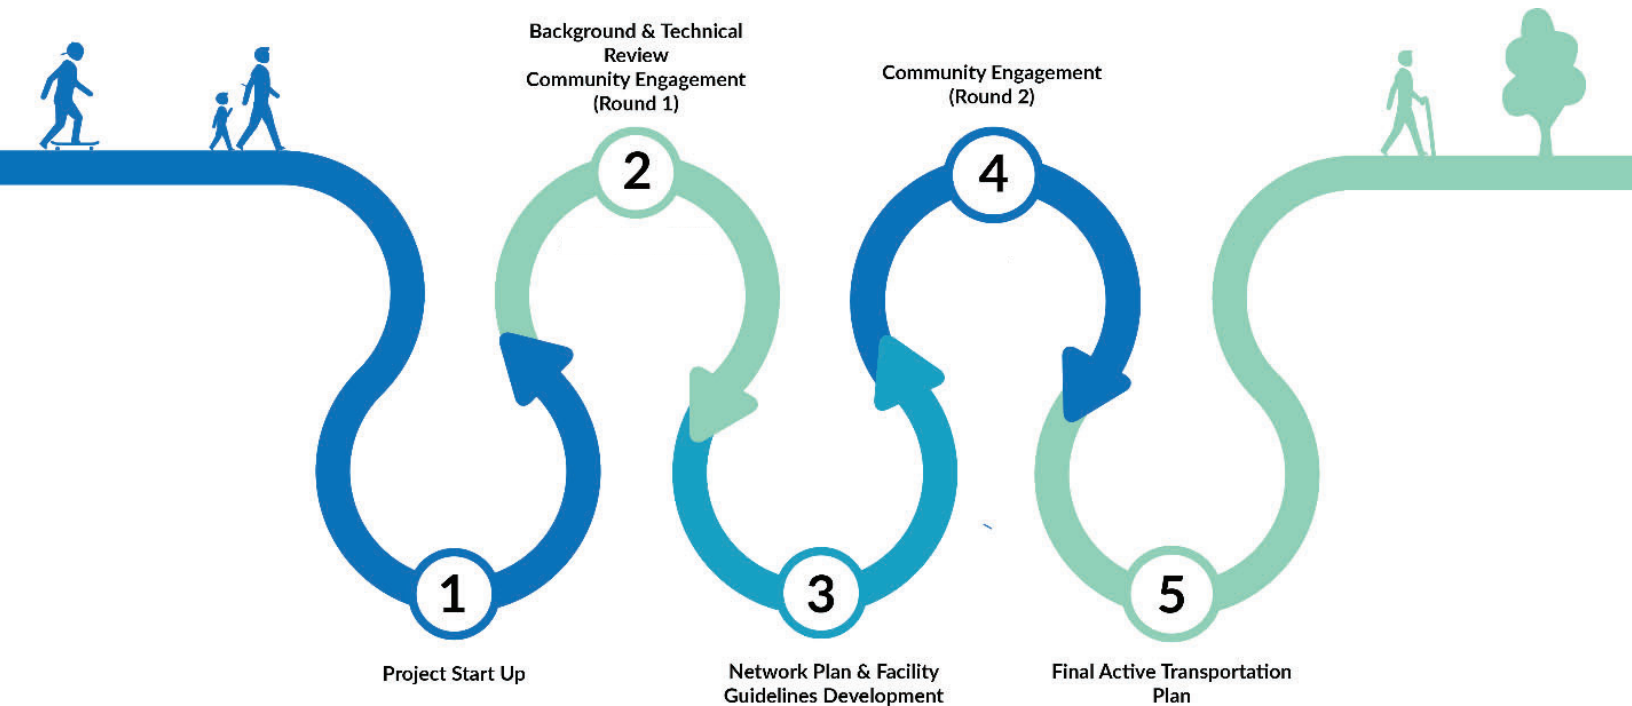 Background & Technical
Review
Community Engagement
(Round 1)
Community Engagement
(Round 2)
2
4
1
3
5
Project Start Up
Network Plan & Facility
Guidelines Development
Final Active Transportation
Plan